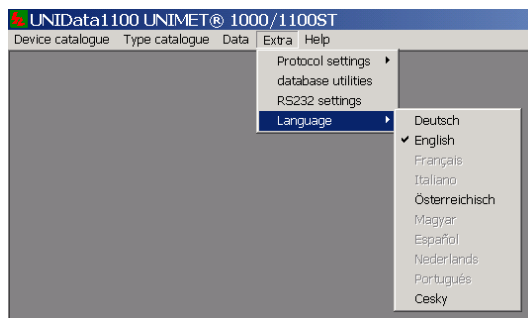 UNIData1100 UNIMET® 1000/1100ST
Device catalogue Type catalogue Data Extra Help
Protocol settings
database utilities
RS232 settings
Language
Deutsch
English
Français
Italiano
Österreichisch
Magyar
Español
Nederlands
Português
Cesky